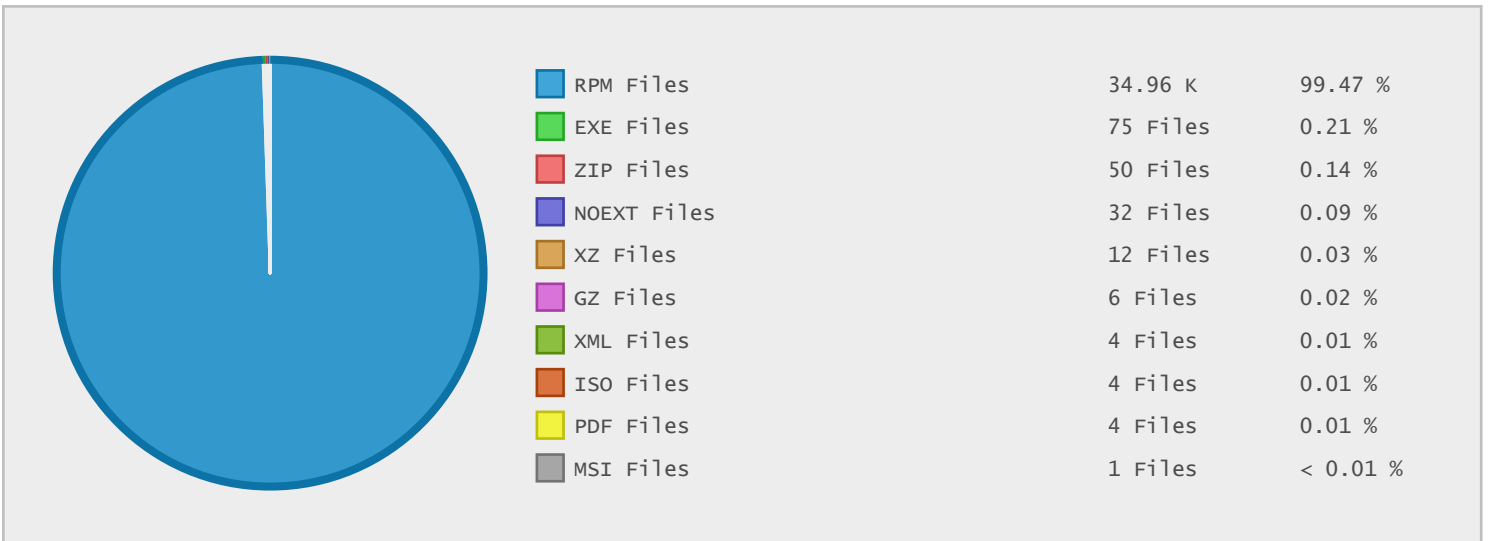 RPM Files 34.96 K 99.47 %
EXE Files 75 Files 0.21 %
ZIP Files 50 Files 0.14 %
NOEXT Files 32 Files 0.09 %
XZ Files 12 Files 0.03 %
GZ Files 6 Files 0.02 %
XML Files 4 Files 0.01 %
ISO Files 4 Files 0.01 %
PDF Files 4 Files 0.01 %
MSI Files 1 Files < 0.01 %